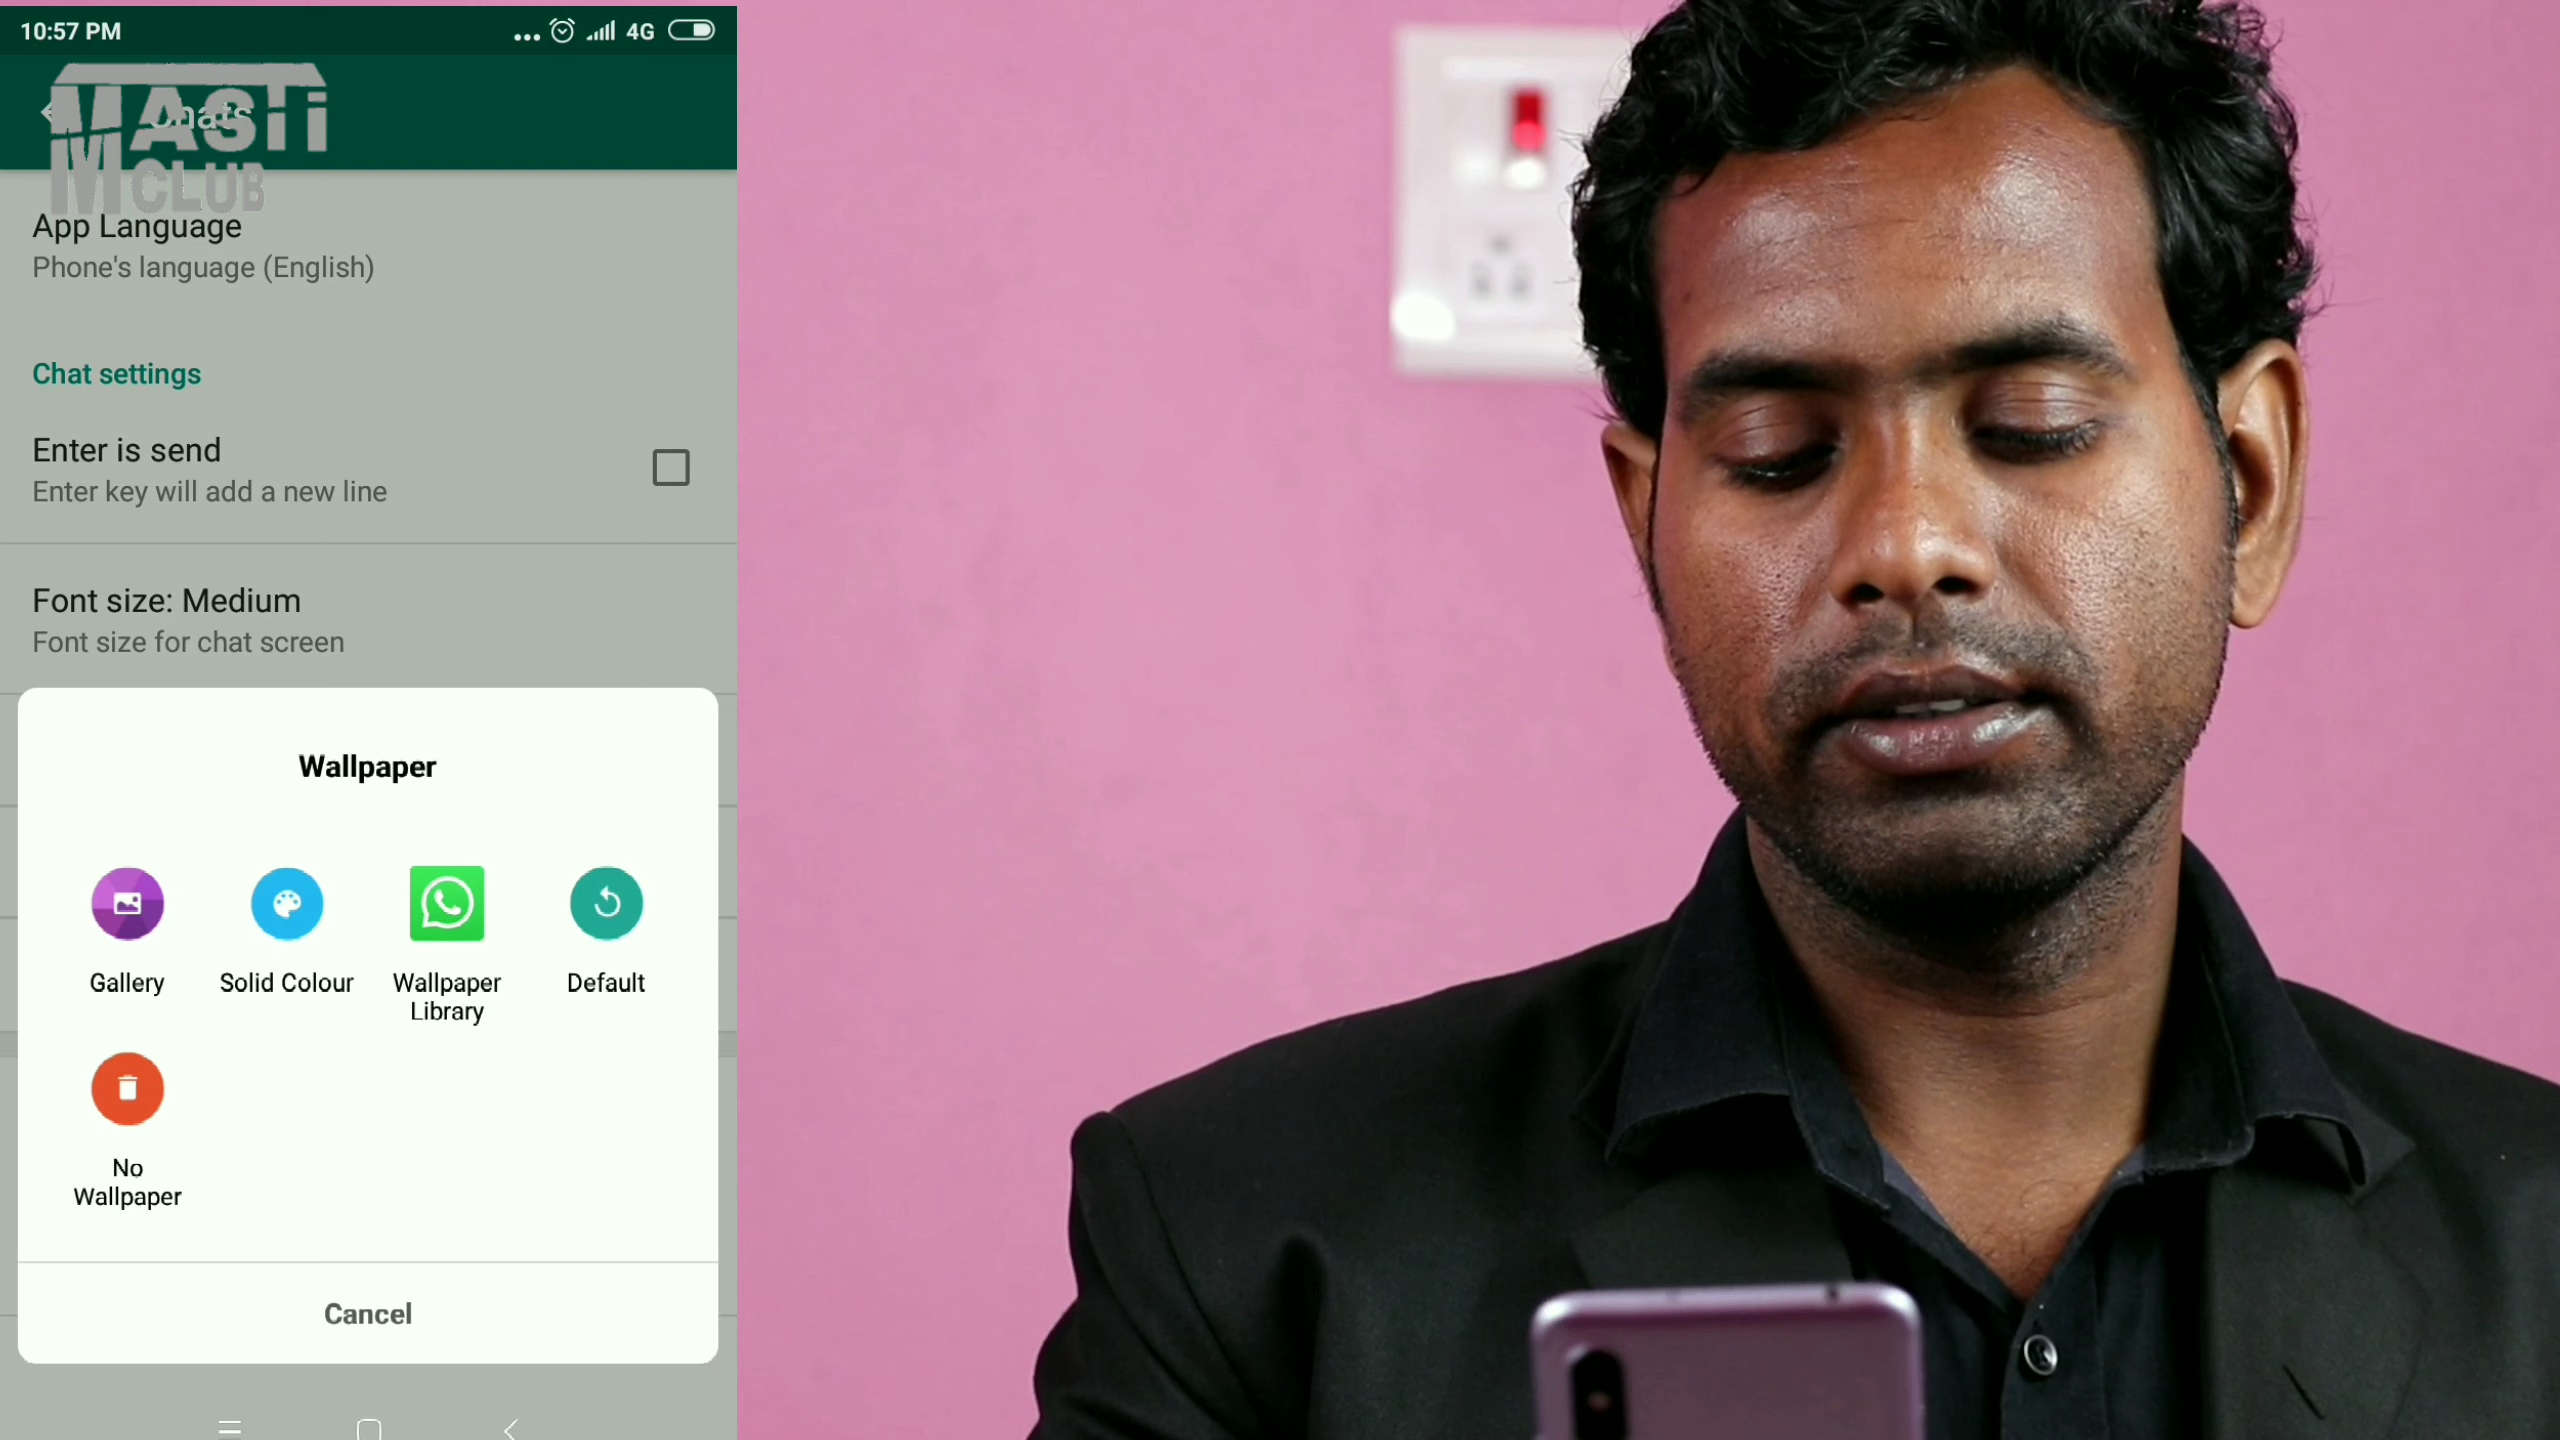 10:57 PM
4G
MASTi
CLUB
Chats
App Language
Phone's language (English)
Chat settings
Enter is send
Enter key will add a new line
Font size: Medium
Font size for chat screen
Wallpaper
Gallery
Solid Colour
Wallpaper
Library
Default
No
Wallpaper
Cancel